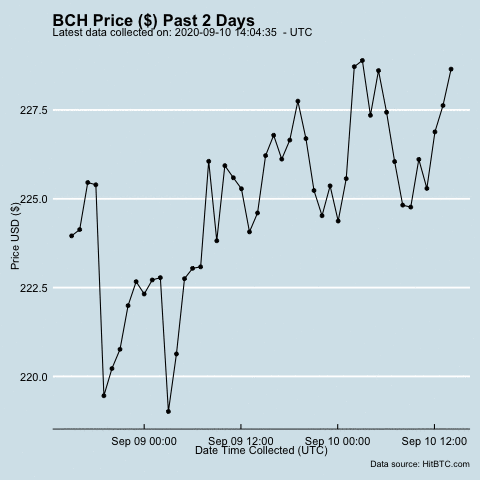 BCH Price ($) Past 2 Days
Latest data collected on: 2020-09-10 14:04:35 - UTC
Price USD ($)
227.5
225.0
222.5
220.0
Sep 09 00:00 Sep 09 12:00 Sep 10 00:00 Sep 10 12:00
Date Time Collected (UTC)
Data source: HitBTC.com